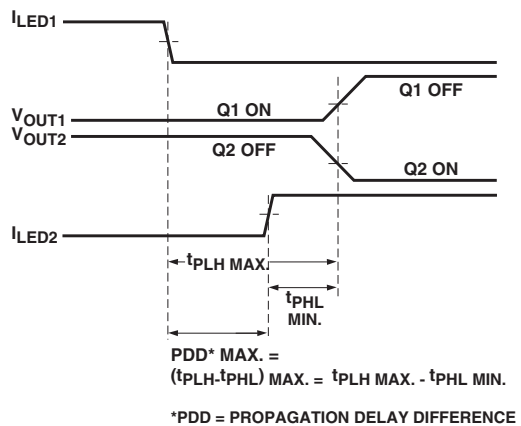 ILED1
Q1 OFF
VOUT1
Q1 ON
VOUT2
Q2 OFF
Q2 ON
ILED2
tPLH MAX.
tPHL
MIN.
PDD* MAX. =
(tPLH-tPHL) MAX. = tPLH MAX. - tPHL MIN.
*PDD = PROPAGATION DELAY DIFFERENCE